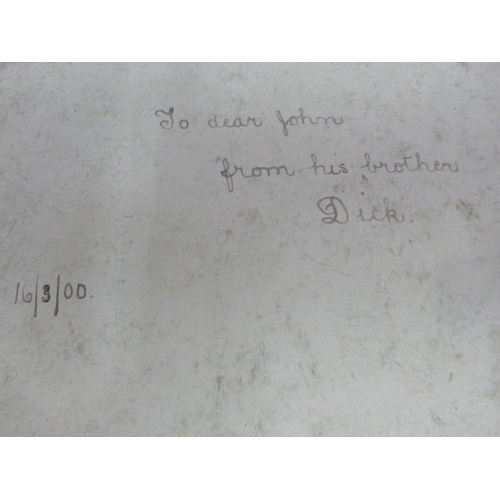 To dear John
from his brother
Dick.
16/3/00.